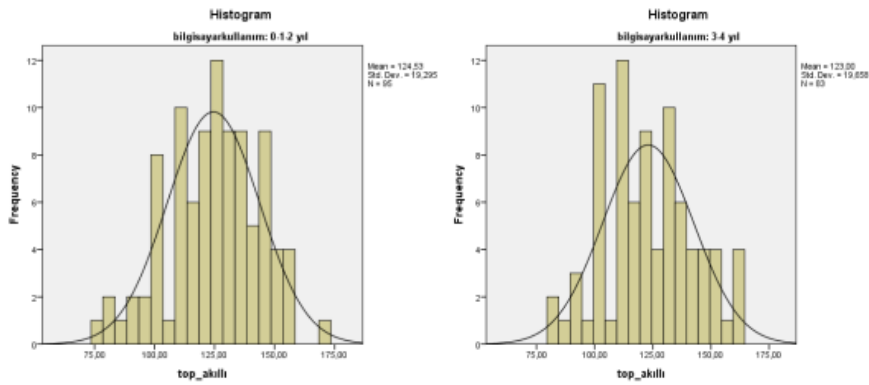 Histogram
bilgisayarkullanım: 0-1-2 yıl
Mean = 124,53
Std. Dev. = 19,295
N = 95
12
10
8
6
4
2
0
Frequency
75,00 100,00 125,00 150,00 175,00
top_akıllı
Histogram
bilgisayarkullanım: 3-4 yıl
Mean = 123,00
Std. Dev. = 19,658
N = 83
12
10
8
6
4
2
0
Frequency
75,00 100,00 125,00 150,00 175,00
top_akıllı